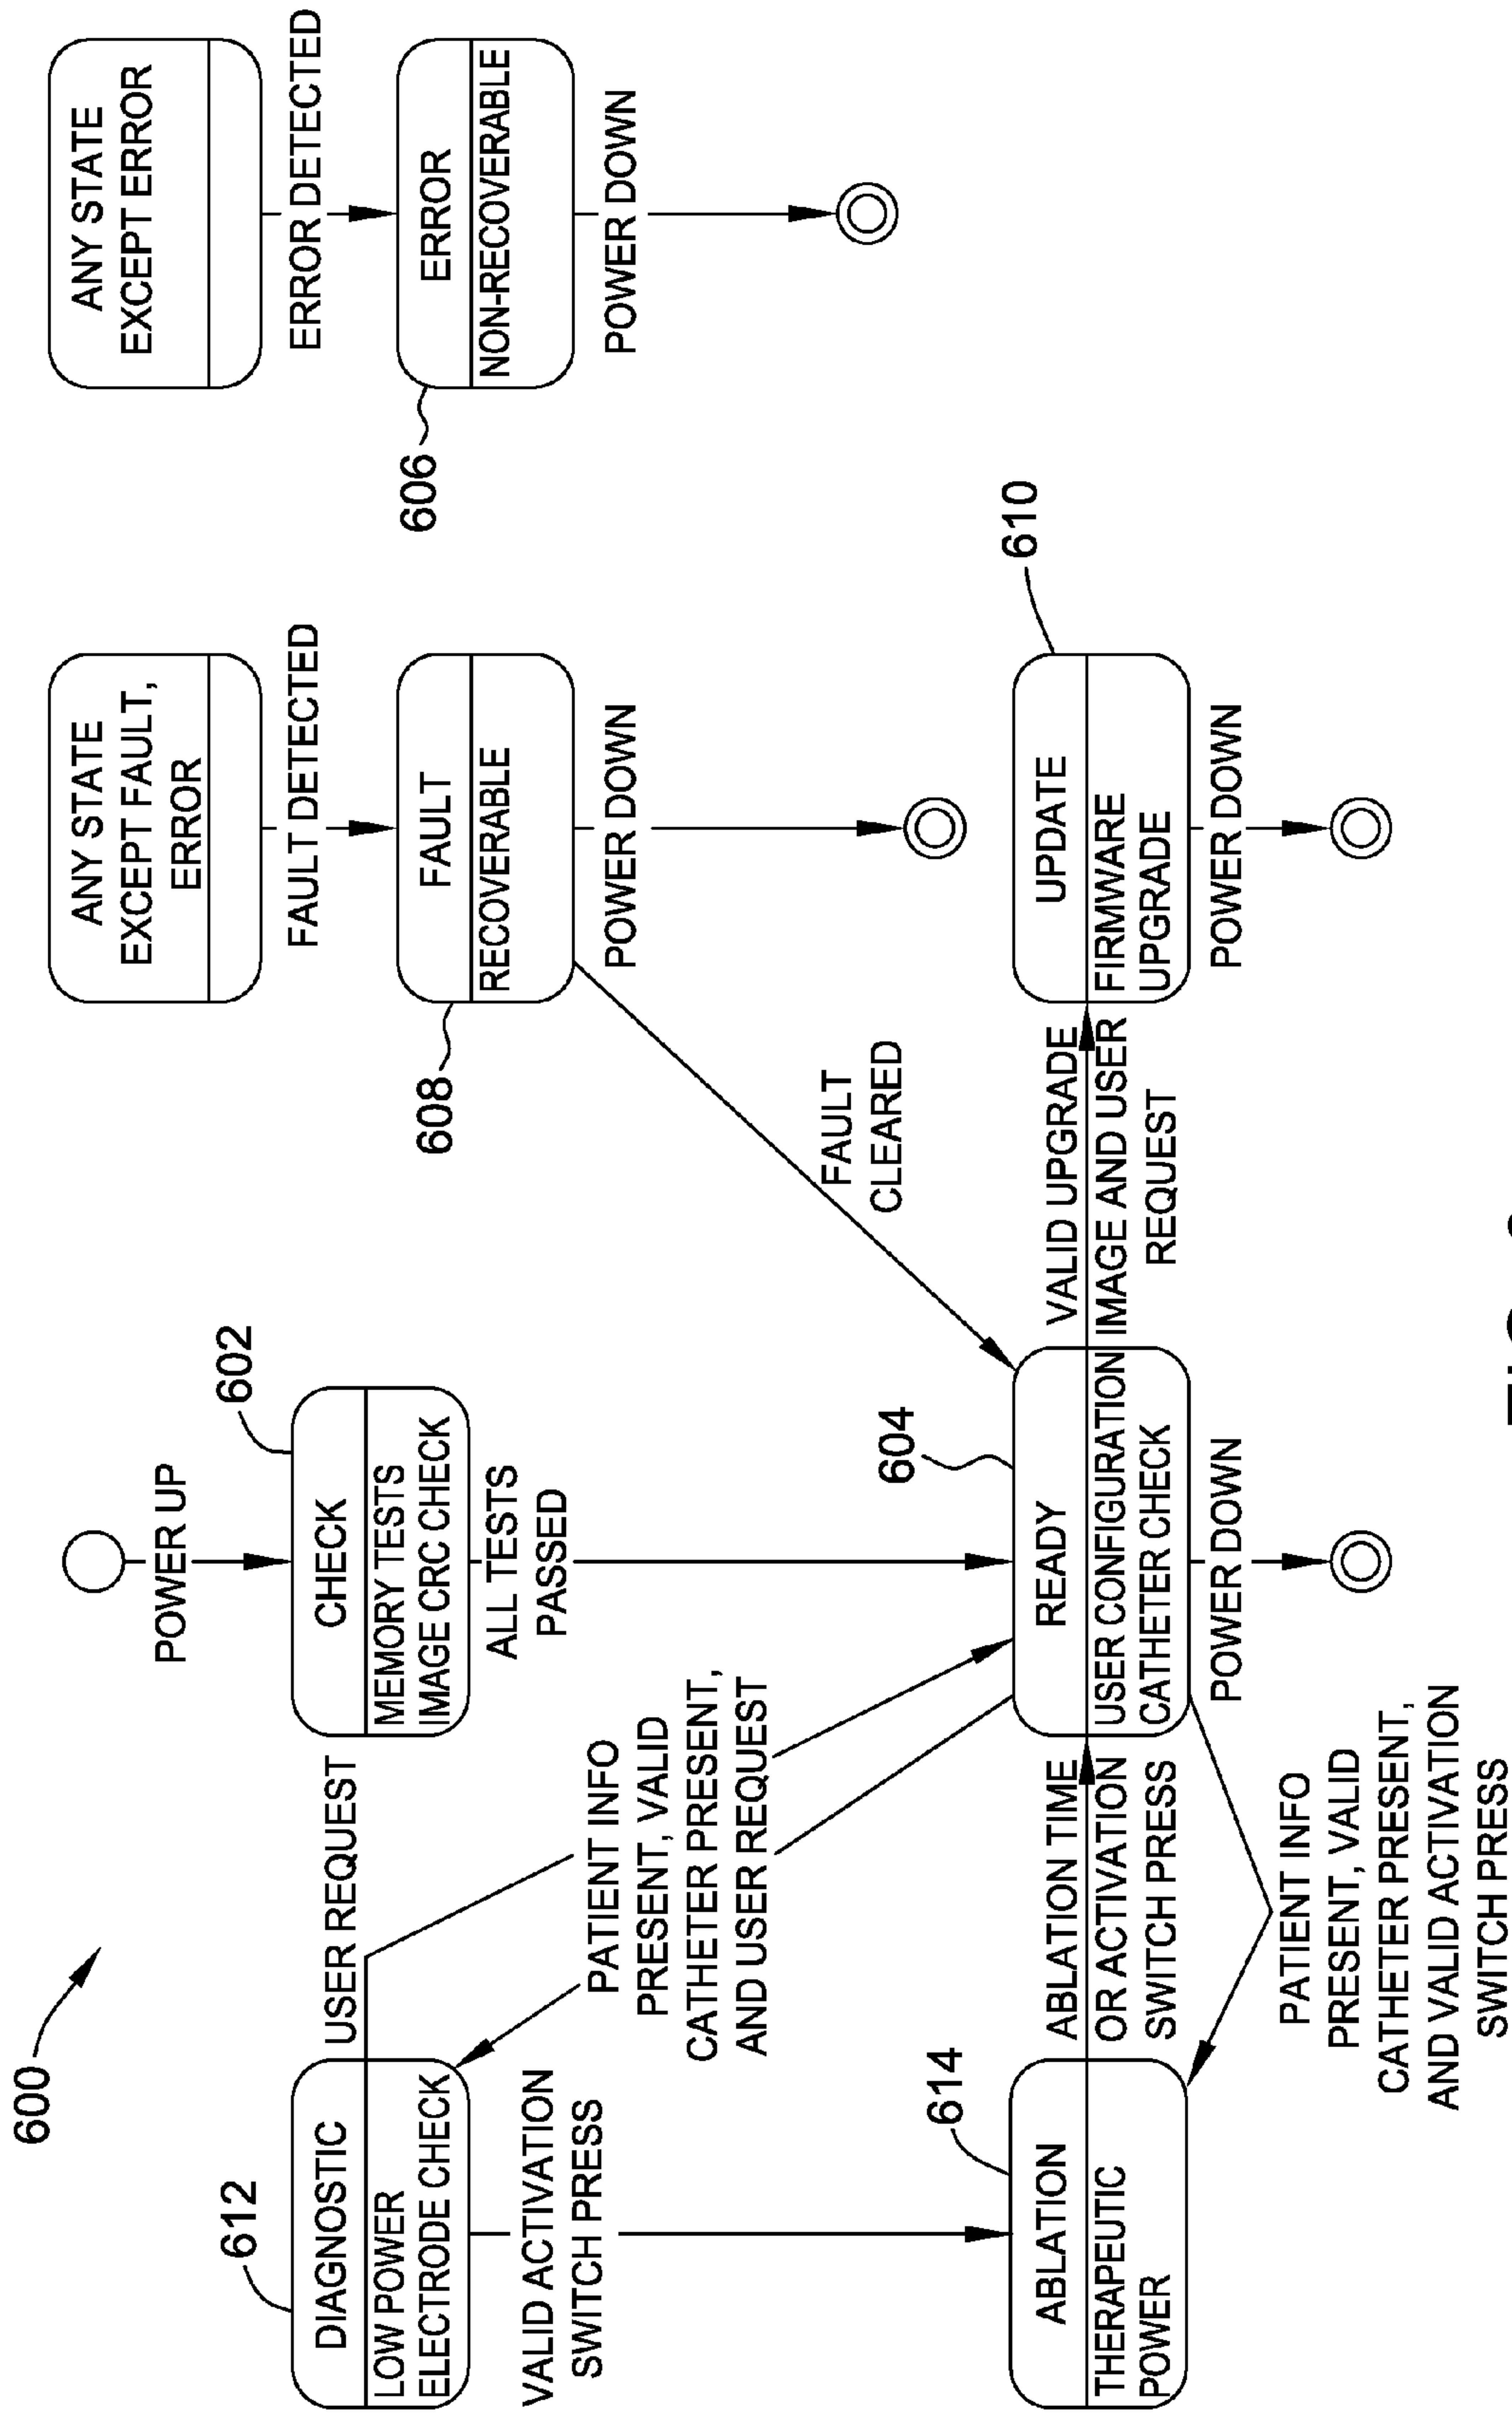 600
POWER UP
602
CHECK
MEMORY TESTS
IMAGE CRC CHECK
ALL TESTS
PASSED
612
DIAGNOSTIC
LOW POWER
ELECTRODE CHECK
USER REQUEST
PATIENT INFO
PRESENT, VALID
CATHETER PRESENT,
AND USER REQUEST
VALID ACTIVATION
SWITCH PRESS
614
ABLATION
THERAPEUTIC
POWER
ABLATION TIME
OR ACTIVATION
SWITCH PRESS
604
READY
USER CONFIGURATION
CATHETER CHECK
POWER DOWN
PATIENT INFO
PRESENT, VALID
CATHETER PRESENT,
AND VALID ACTIVATION
SWITCH PRESS
ANY STATE
EXCEPT FAULT,
ERROR
FAULT DETECTED
608
FAULT
RECOVERABLE
POWER DOWN
FAULT
CLEARED
VALID UPGRADE
IMAGE AND USER
REQUEST
610
UPDATE
FIRMWARE
UPGRADE
POWER DOWN
ANY STATE
EXCEPT ERROR
ERROR DETECTED
606
ERROR
NON-RECOVERABLE
POWER DOWN